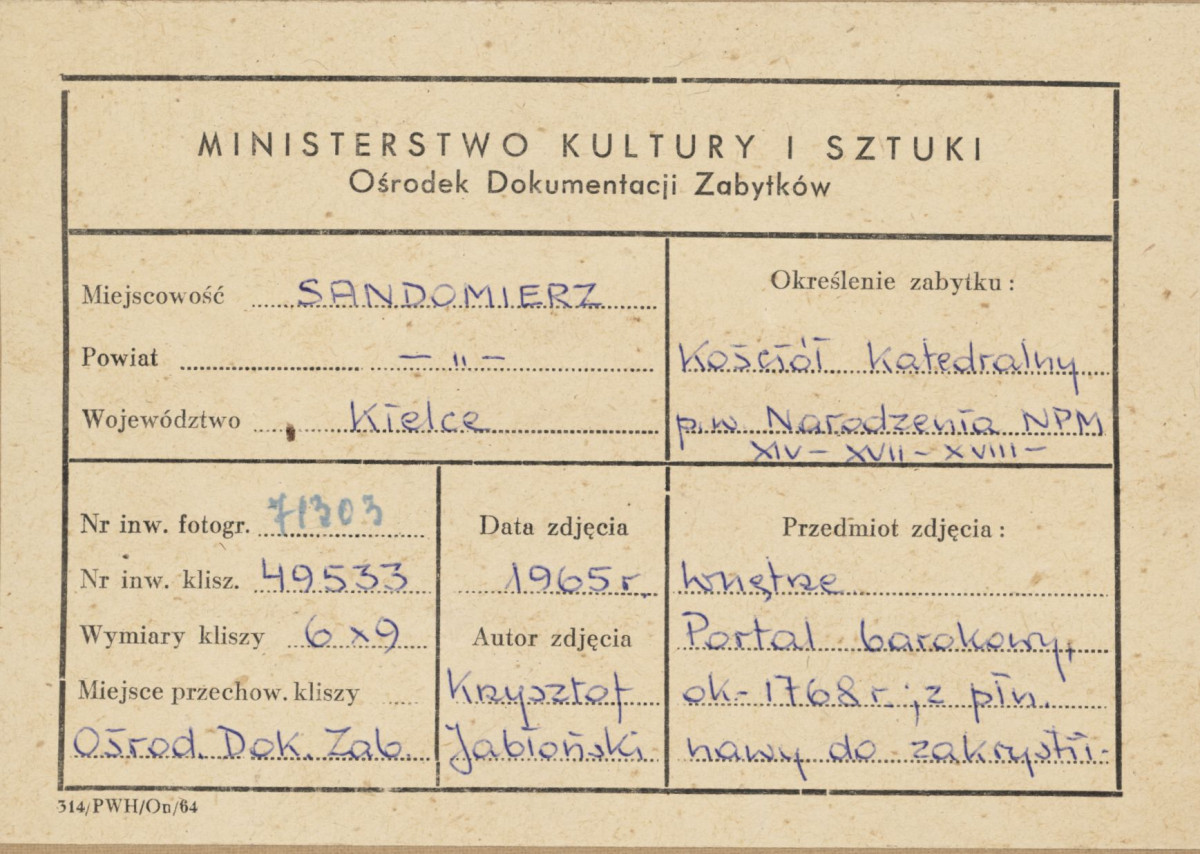 MINISTERSTWO KULTURY I SZTUKI
Ośrodek Dokumentacji Zabytków
Miejscowość SANDOMIERZ
Powiat — „ —
Województwo Kielce
Określenie zabytku:
Kościół Katedralny
p.w. Narodzenia NPM
XIV – XVII – XVIII –
Nr inw. fotogr. 71303
Nr inw. klisz. 49533
Wymiary kliszy 6 x 9
Miejsce przechow. kliszy
Ośrod. Dok. Zab.
Data zdjęcia
1965 r.
Autor zdjęcia
Krzysztof
Jabłoński
Przedmiot zdjęcia:
Wnętrze
Portal barokowy,
ok- 1768 r.; z płn.
nawy do zakrystii-
314/PWH/On/64